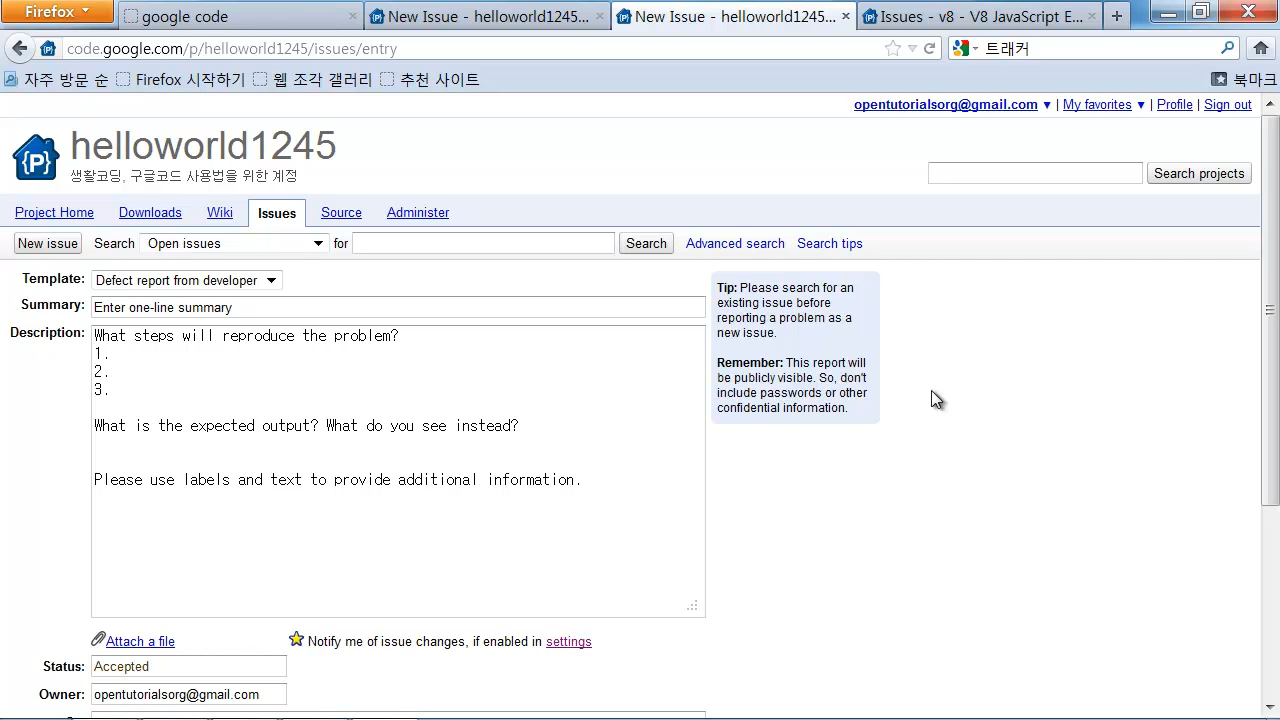 Firefox
google code
New Issue - helloworld1245...
New Issue - helloworld1245...
Issues - v8 - V8 JavaScript E...
code.google.com/p/helloworld1245/issues/entry
트래커
자주 방문 순
Firefox 시작하기
웹 조각 갤러리
추천 사이트
북마크
opentutorialsorg@gmail.com ▼ | My favorites ▼ | Profile | Sign out
helloworld1245
생활코딩, 구글코드 사용법을 위한 계정
Search projects
Project Home
Downloads
Wiki
Issues
Source
Administer
New issue
Search
Open issues
for
Search
Advanced search
Search tips
Template:
Defect report from developer
Summary:
Enter one-line summary
Description:
What steps will reproduce the problem?
1.
2.
3.
What is the expected output? What do you see instead?
Please use labels and text to provide additional information.
Tip: Please search for an
existing issue before
reporting a problem as a
new issue.
Remember: This report will
be publicly visible. So, don't
include passwords or other
confidential information.
Attach a file
Notify me of issue changes, if enabled in settings
Status:
Accepted
Owner:
opentutorialsorg@gmail.com